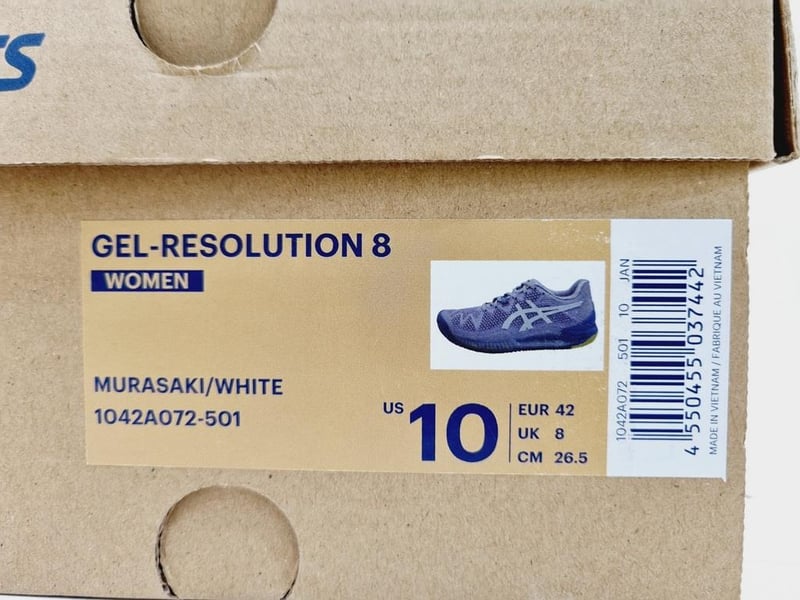 GEL-RESOLUTION 8
WOMEN
MURASAKI/WHITE
1042A072-501
US 10
EUR 42
UK 8
CM 26.5
1042A072 501 10 JAN
4 550455 037442
MADE IN VIETNAM / FABRIQUE AU VIETNAM